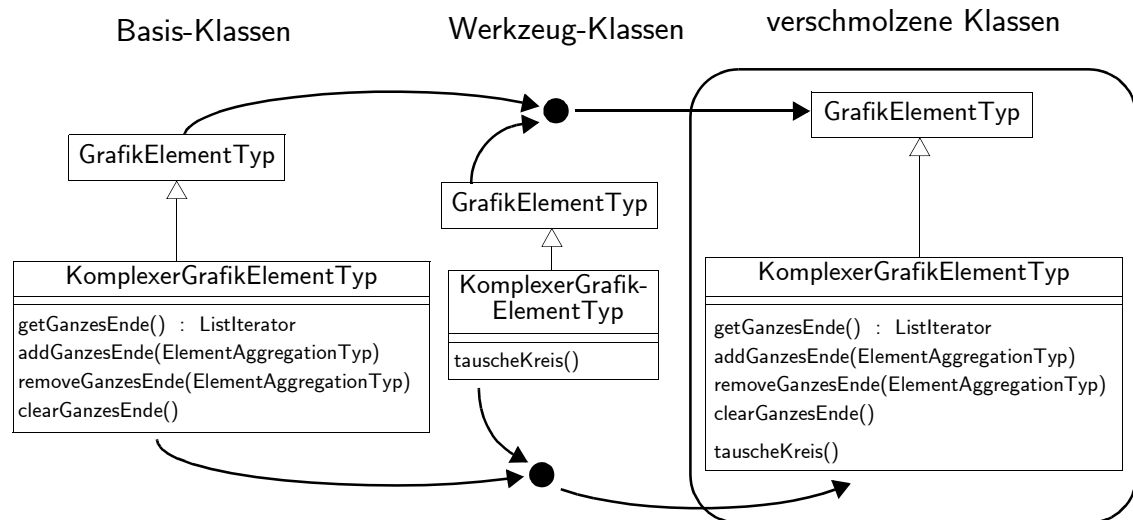 Basis-Klassen
Werkzeug-Klassen
verschmolzene Klassen
GrafikElementTyp
KomplexerGrafikElementTyp
getGanzesEnde() : ListIterator
addGanzesEnde(ElementAggregationTyp)
removeGanzesEnde(ElementAggregationTyp)
clearGanzesEnde()
GrafikElementTyp
KomplexerGrafik-
ElementTyp
tauscheKreis()
GrafikElementTyp
KomplexerGrafikElementTyp
getGanzesEnde() : ListIterator
addGanzesEnde(ElementAggregationTyp)
removeGanzesEnde(ElementAggregationTyp)
clearGanzesEnde()
tauscheKreis()